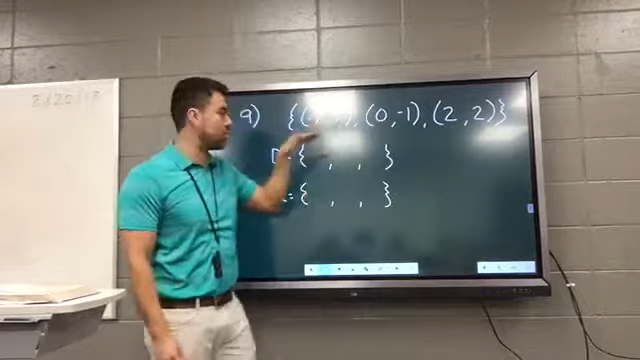 9) {( , ), (0,-1), (2,2)}
= { , , }
= { , , }